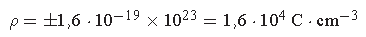 ρ = ±1,6 · 10⁻¹⁹ × 10²³ = 1,6 · 10⁴ C · cm⁻³